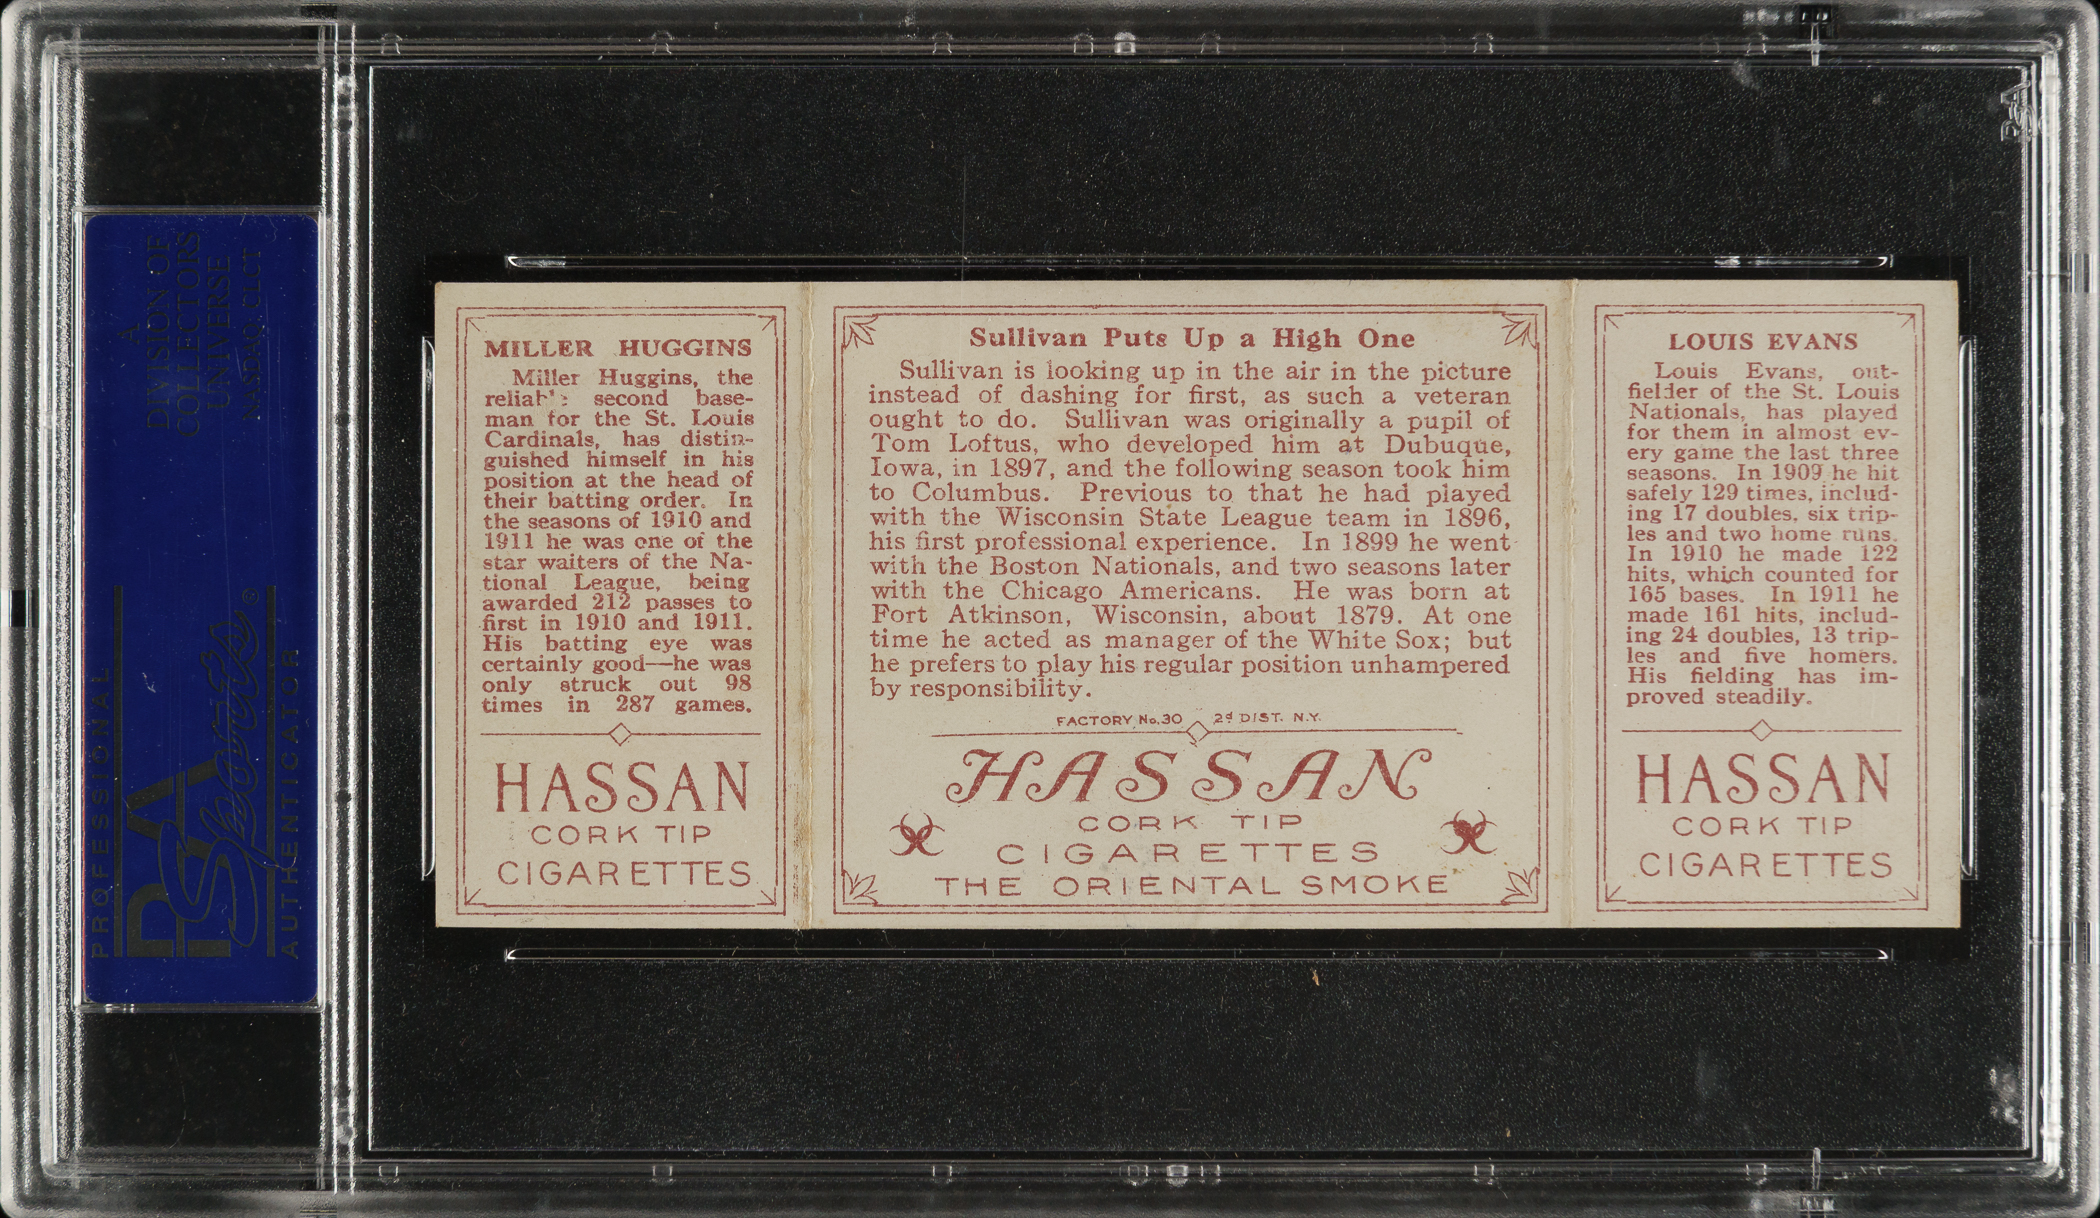 A
DIVISION OF
COLLECTORS
UNIVERSE
NASDAQ: CLCT
PROFESSIONAL
PSA
Sports®
AUTHENTICATOR
PSA
MILLER HUGGINS
Miller Huggins, the
second base-
man for the St. Louis
Cardinals, has distin-
guished himself in his
position at the head of
their batting order. In
the seasons of 1910 and
1911 he was one of the
star waiters of the Na-
tional League, being
awarded 212 passes to
first in 1910 and 1911.
His batting eye was
certainly good—he was
only struck out 98
times in 287 games.
HASSAN
CORK TIP
CIGARETTES
Sullivan Puts Up a High One
Sullivan is looking up in the air in the picture
instead of dashing for first, as such a veteran
ought to do. Sullivan was originally a pupil of
Tom Loftus, who developed him at Dubuque,
Iowa, in 1897, and the following season took him
to Columbus. Previous to that he had played
with the Wisconsin State League team in 1896,
his first professional experience. In 1899 he went
with the Boston Nationals, and two seasons later
with the Chicago Americans. He was born at
Fort Atkinson, Wisconsin, about 1879. At one
time he acted as manager of the White Sox; but
he prefers to play his regular position unhampered
by responsibility.
FACTORY No. 30 2d DIST. N.Y.
HASSAN
CORK TIP
CIGARETTES
THE ORIENTAL SMOKE
LOUIS EVANS
Louis Evans, out-
fielder of the St. Louis
Nationals, has played
for them in almost ev-
ery game the last three
seasons. In 1909 he hit
safely 129 times, includ-
ing 17 doubles, six trip-
les and two home runs.
In 1910 he made 122
hits, which counted for
165 bases. In 1911 he
made 161 hits, includ-
ing 24 doubles, 13 trip-
les and five homers.
His fielding has im-
proved steadily.
HASSAN
CORK TIP
CIGARETTES